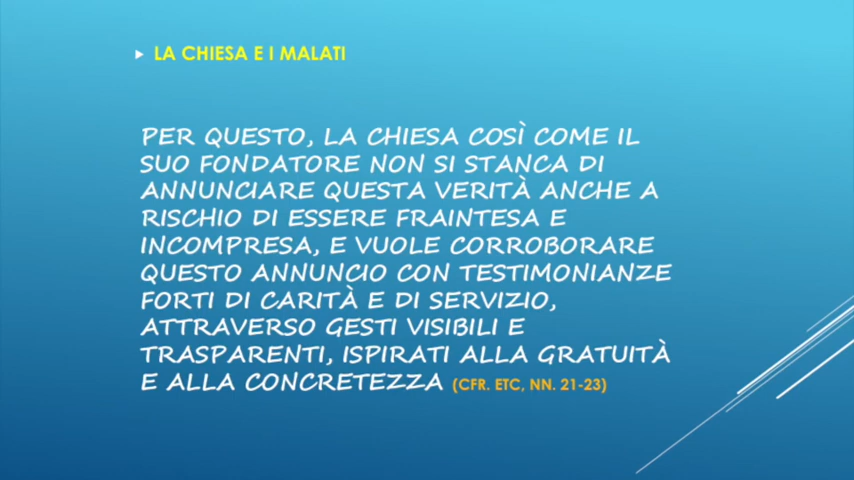 LA CHIESA E I MALATI
PER QUESTO, LA CHIESA COSÌ COME IL
SUO FONDATORE NON SI STANCA DI
ANNUNCIARE QUESTA VERITÀ ANCHE A
RISCHIO DI ESSERE FRAINTESA E
INCOMPRESA, E VUOLE CORROBORARE
QUESTO ANNUNCIO CON TESTIMONIANZE
FORTI DI CARITÀ E DI SERVIZIO,
ATTRAVERSO GESTI VISIBILI E
TRASPARENTI, ISPIRATI ALLA GRATUITÀ
E ALLA CONCRETEZZA (CFR. ETC, NN. 21-23)